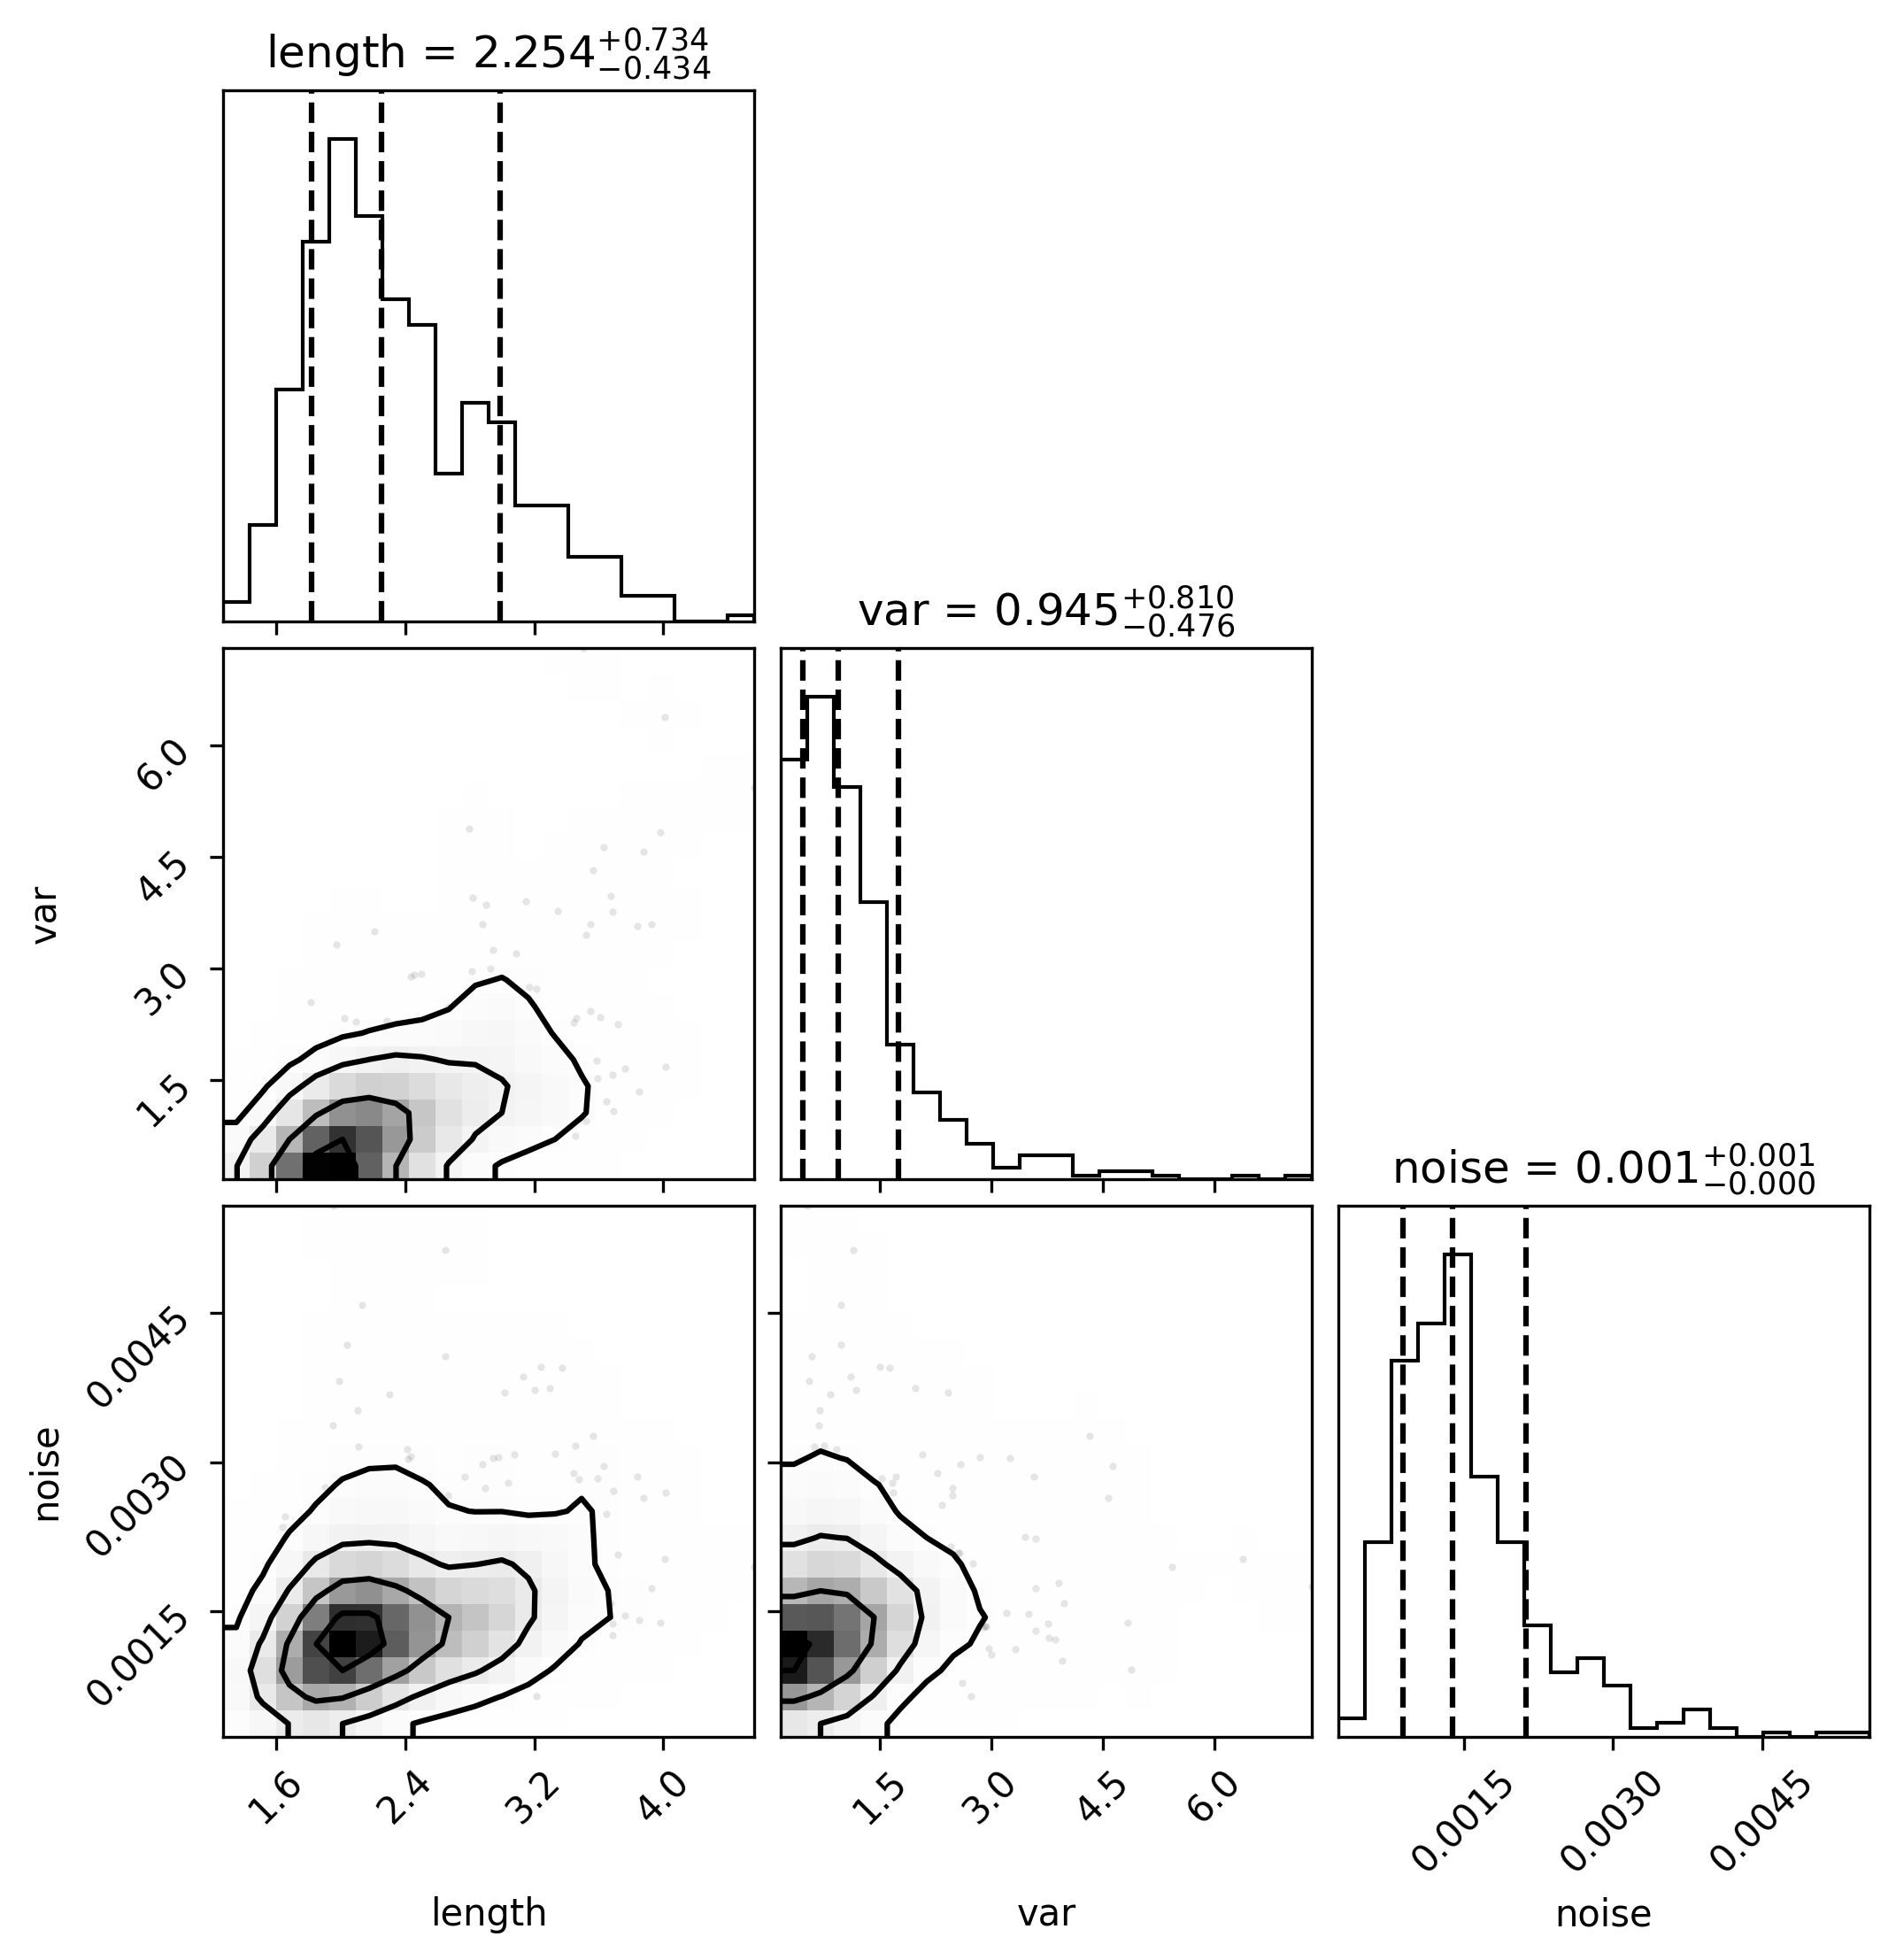 length = 2.254 +0.734 −0.434
var = 0.945 +0.810 −0.476
6.0
4.5
3.0
1.5
var
noise = 0.001 +0.001 −0.000
0.0045
0.0030
0.0015
noise
1.6 2.4 3.2 4.0
1.5 3.0 4.5 6.0
0.0015 0.0030 0.0045
length
var
noise